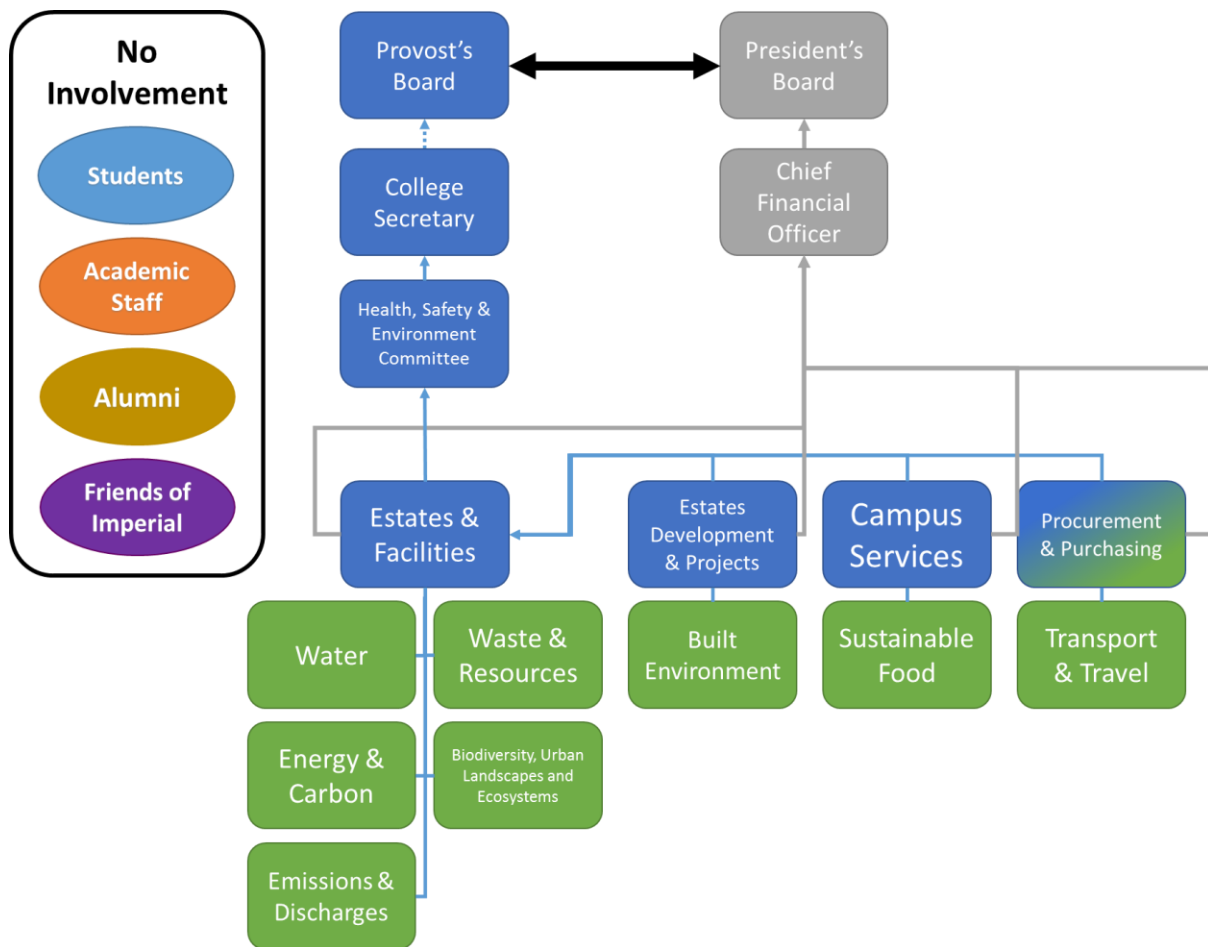 No
Involvement
Students
Academic
Staff
Alumni
Friends of
Imperial
Provost's
Board
President's
Board
College
Secretary
Chief
Financial
Officer
Health, Safety &
Environment
Committee
Estates &
Facilities
Estates
Development
& Projects
Campus
Services
Procurement
& Purchasing
Water
Waste &
Resources
Built
Environment
Sustainable
Food
Transport
& Travel
Energy &
Carbon
Biodiversity, Urban
Landscapes and
Ecosystems
Emissions &
Discharges